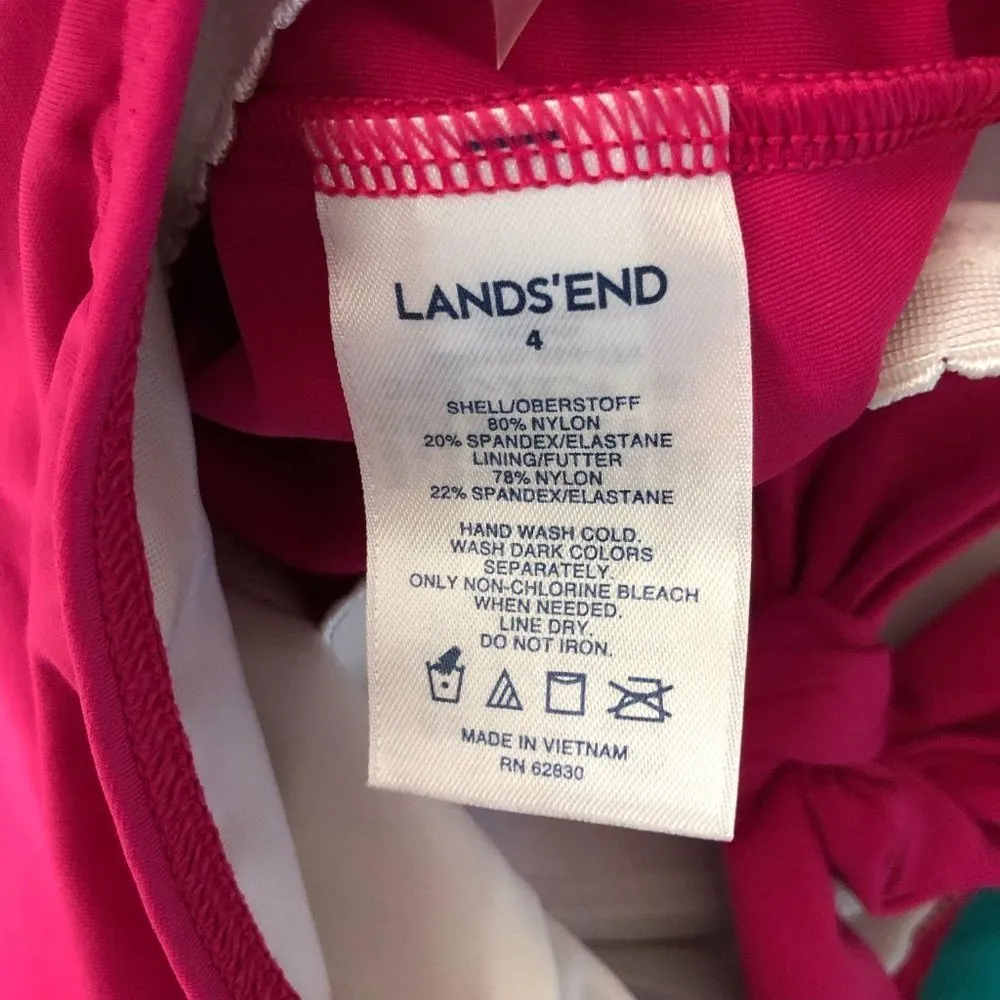 LANDS'END
4
SHELL/OBERSTOFF
80% NYLON
20% SPANDEX/ELASTANE
LINING/FUTTER
78% NYLON
22% SPANDEX/ELASTANE
HAND WASH COLD.
WASH DARK COLORS
SEPARATELY.
ONLY NON-CHLORINE BLEACH
WHEN NEEDED.
LINE DRY.
DO NOT IRON.
MADE IN VIETNAM
RN 62830